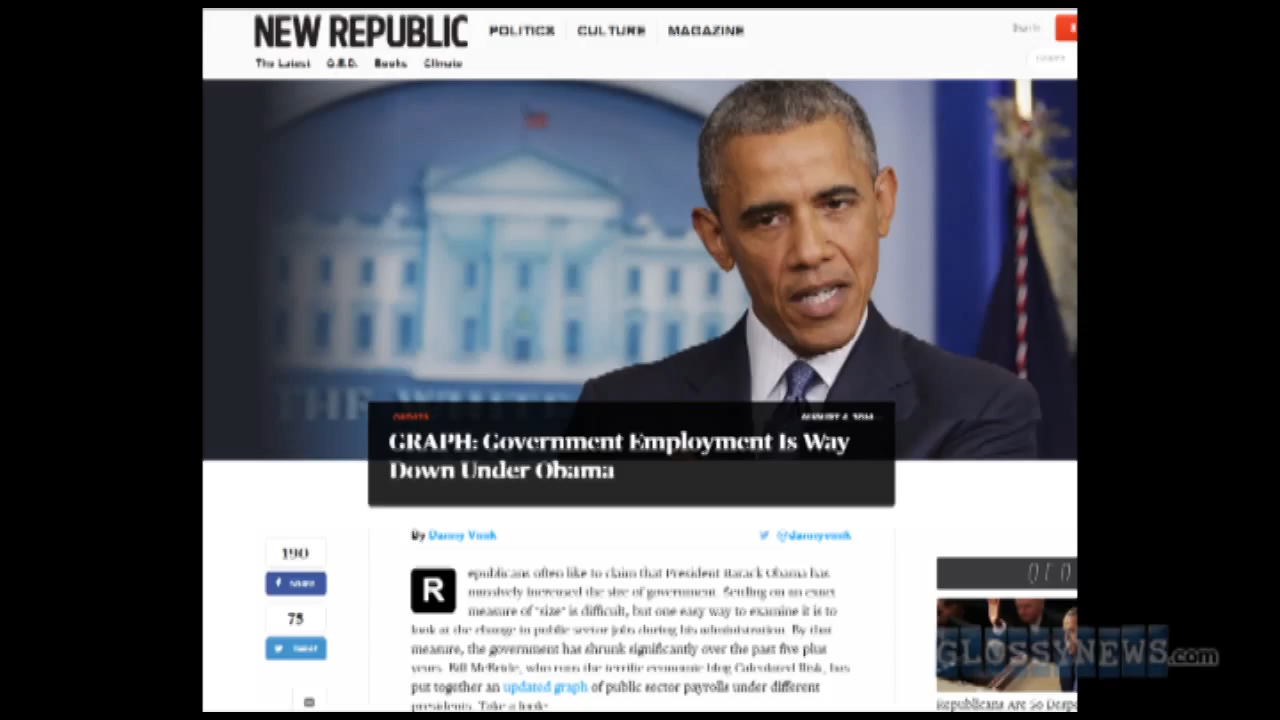 NEW REPUBLIC
POLITICS CULTURE MAGAZINE
The Latest Q.E.D. Books Climate
THE WHITE
AUGUST 4, 2014
GRAPH: Government Employment Is Way
Down Under Obama
By Danny Vinik @dannyvinik
190
SHARE
75
TWEET
Republicans often like to claim that President Barack Obama has
massively increased the size of government. Settling on an exact
measure of "size" is difficult, but one easy way to examine it is to
look at the change in public sector jobs during his administration. By that
measure, the government has shrunk significantly over the past five plus
years. Bill McBride, who runs the terrific economic blog Calculated Risk, has
put together an updated graph of public sector payrolls under different
presidents. Take a look:
QED
GLOSSYNEWS.com
Republicans Are So Despe